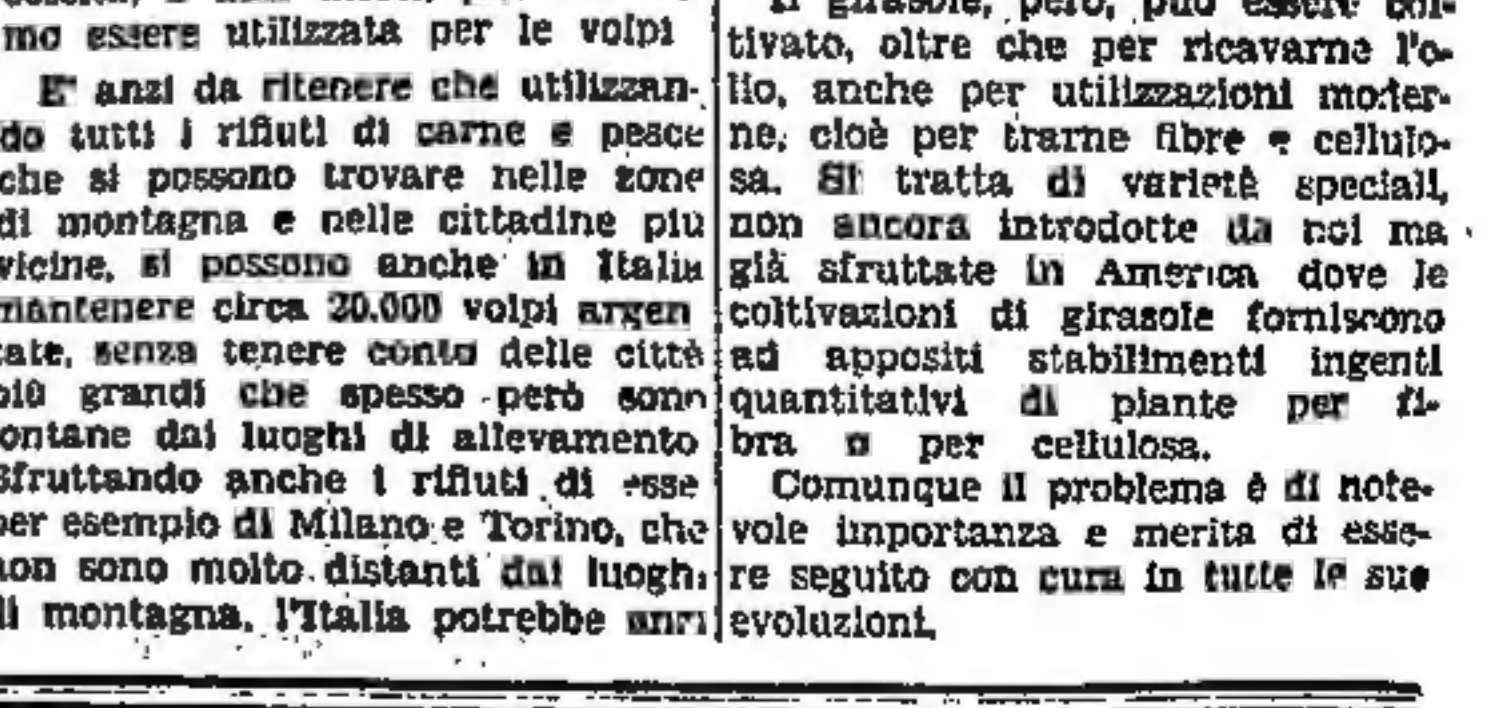 mo essere utilizzata per le volpi
E' anzi da ritenere che utilizzan-
do tutti i rifiuti di carne e pesce
che si possono trovare nelle zone
di montagna e nelle cittadine più
vicine, si possono anche in Italia
mantenere circa 20.000 volpi argen
tate, senza tenere conto delle città
più grandi che spesso però sono
lontane dai luoghi di allevamento
Sfruttando anche i rifiuti di esse
per esempio di Milano e Torino, che
non sono molto distanti dai luoghi
di montagna, l'Italia potrebbe anzi
Il girasole, però, può essere col-
tivato, oltre che per ricavarne l'o-
lio, anche per utilizzazioni moder-
ne, cioè per trarne fibre e cellulo-
sa. Si tratta di varietà speciali,
non ancora introdotte da noi ma
già sfruttate in America dove le
coltivazioni di girasole forniscono
ad appositi stabilimenti ingenti
quantitativi di piante per fi-
bra o per cellulosa.
Comunque il problema è di note-
vole importanza e merita di esse-
re seguito con cura in tutte le sue
evoluzioni.